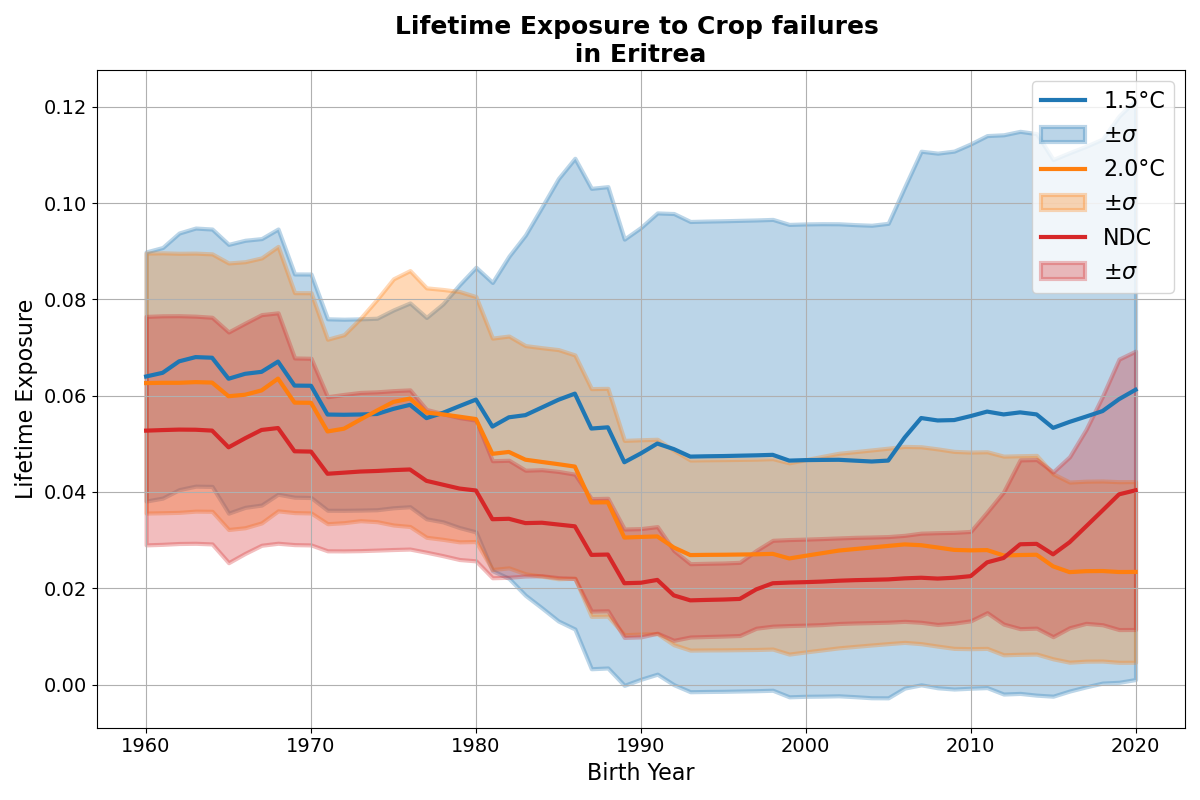 Lifetime Exposure to Crop failures
in Eritrea
Lifetime Exposure
0.12
0.10
0.08
0.06
0.04
0.02
0.00
1960 1970 1980 1990 2000 2010 2020
Birth Year
1.5°C
±σ
2.0°C
±σ
NDC
±σ